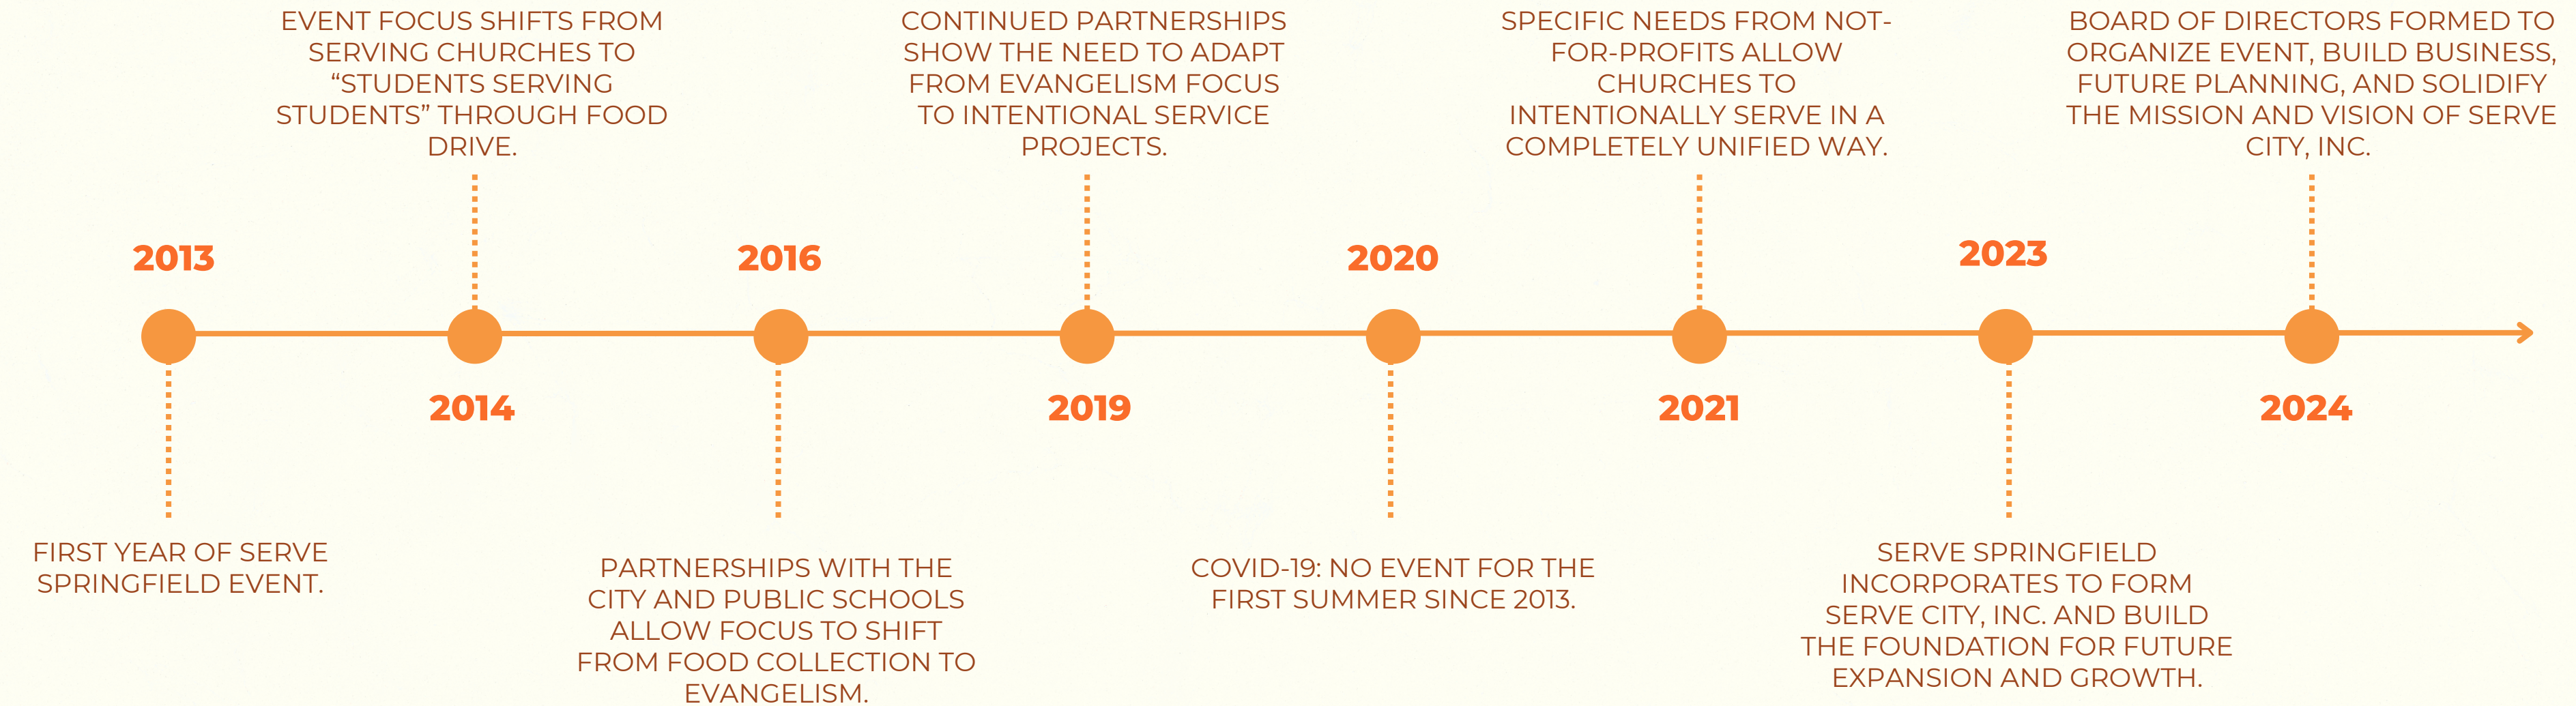 2013
FIRST YEAR OF SERVE
SPRINGFIELD EVENT.
EVENT FOCUS SHIFTS FROM
SERVING CHURCHES TO
“STUDENTS SERVING
STUDENTS” THROUGH FOOD
DRIVE.
2014
2016
PARTNERSHIPS WITH THE
CITY AND PUBLIC SCHOOLS
ALLOW FOCUS TO SHIFT
FROM FOOD COLLECTION TO
EVANGELISM.
CONTINUED PARTNERSHIPS
SHOW THE NEED TO ADAPT
FROM EVANGELISM FOCUS
TO INTENTIONAL SERVICE
PROJECTS.
2019
2020
COVID-19: NO EVENT FOR THE
FIRST SUMMER SINCE 2013.
SPECIFIC NEEDS FROM NOT-
FOR-PROFITS ALLOW
CHURCHES TO
INTENTIONALLY SERVE IN A
COMPLETELY UNIFIED WAY.
2021
2023
SERVE SPRINGFIELD
INCORPORATES TO FORM
SERVE CITY, INC. AND BUILD
THE FOUNDATION FOR FUTURE
EXPANSION AND GROWTH.
BOARD OF DIRECTORS FORMED TO
ORGANIZE EVENT, BUILD BUSINESS,
FUTURE PLANNING, AND SOLIDIFY
THE MISSION AND VISION OF SERVE
CITY, INC.
2024